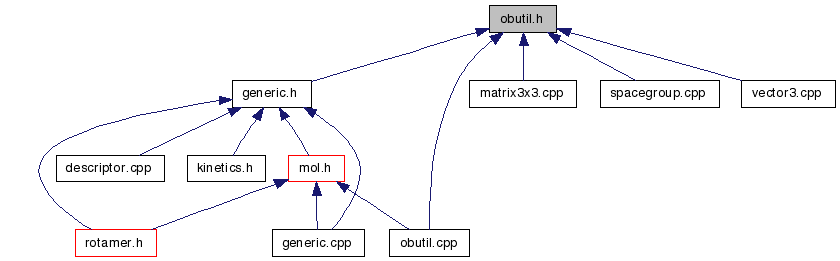 obutil.h
generic.h
matrix3x3.cpp
spacegroup.cpp
vector3.cpp
descriptor.cpp
kinetics.h
mol.h
rotamer.h
generic.cpp
obutil.cpp